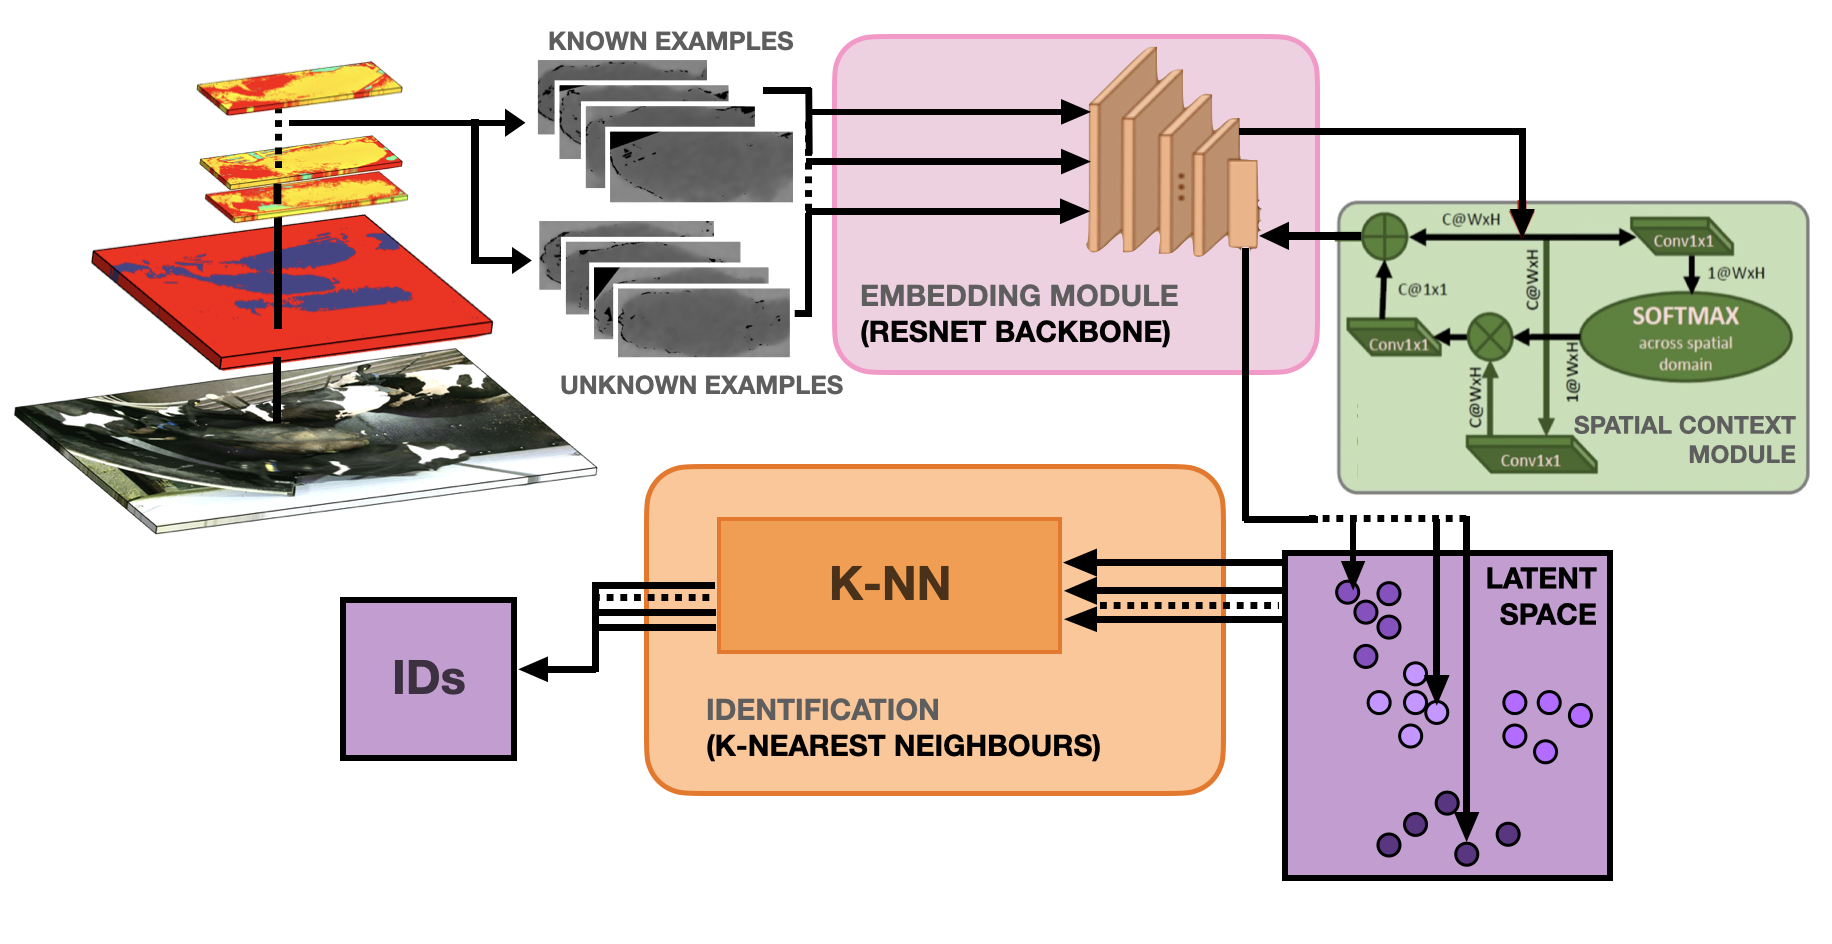 KNOWN EXAMPLES
UNKNOWN EXAMPLES
EMBEDDING MODULE
(RESNET BACKBONE)
C@WxH
Conv1x1
1@WxH
C@WxH
C@1x1
SOFTMAX
across spatial
domain
Conv1x1
1@WxH
C@WxH
Conv1x1
SPATIAL CONTEXT
MODULE
LATENT
SPACE
K-NN
IDENTIFICATION
(K-NEAREST NEIGHBOURS)
IDs